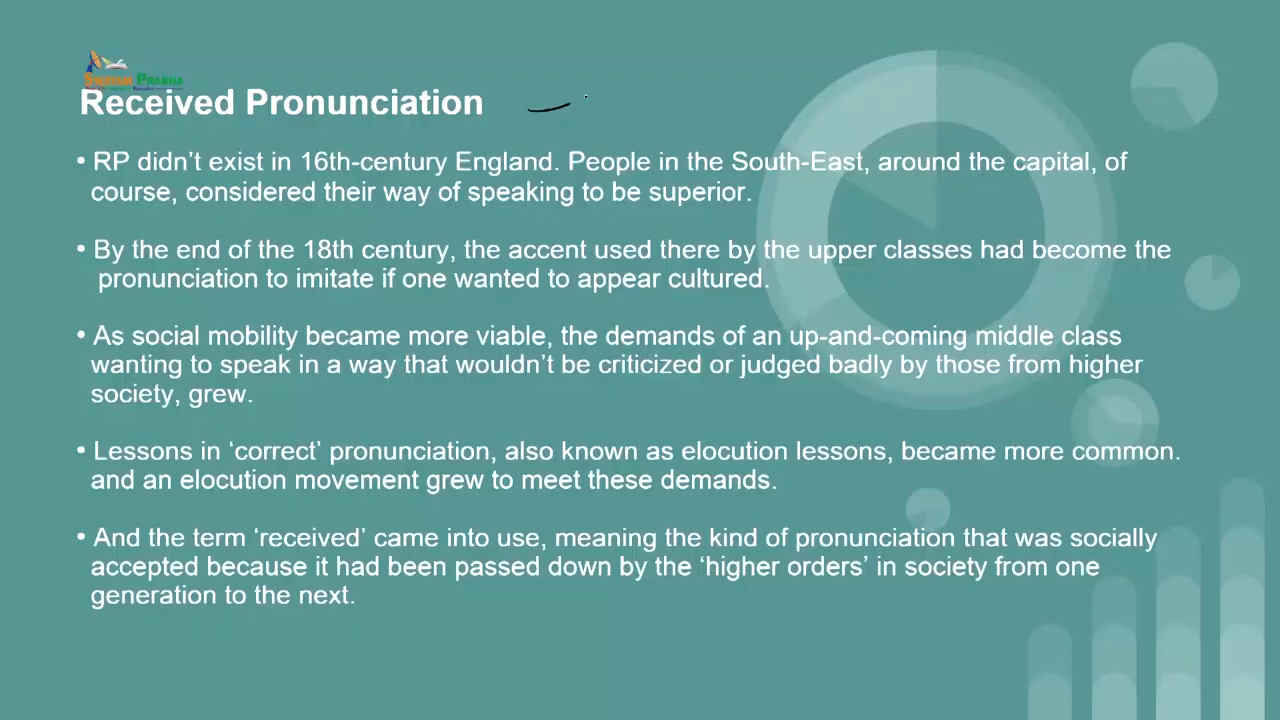 SWAYAM PRABHA
Received Pronunciation
• RP didn’t exist in 16th-century England. People in the South-East, around the capital, of
course, considered their way of speaking to be superior.
• By the end of the 18th century, the accent used there by the upper classes had become the
pronunciation to imitate if one wanted to appear cultured.
• As social mobility became more viable, the demands of an up-and-coming middle class
wanting to speak in a way that wouldn’t be criticized or judged badly by those from higher
society, grew.
• Lessons in ‘correct’ pronunciation, also known as elocution lessons, became more common.
and an elocution movement grew to meet these demands.
• And the term ‘received’ came into use, meaning the kind of pronunciation that was socially
accepted because it had been passed down by the ‘higher orders’ in society from one
generation to the next.